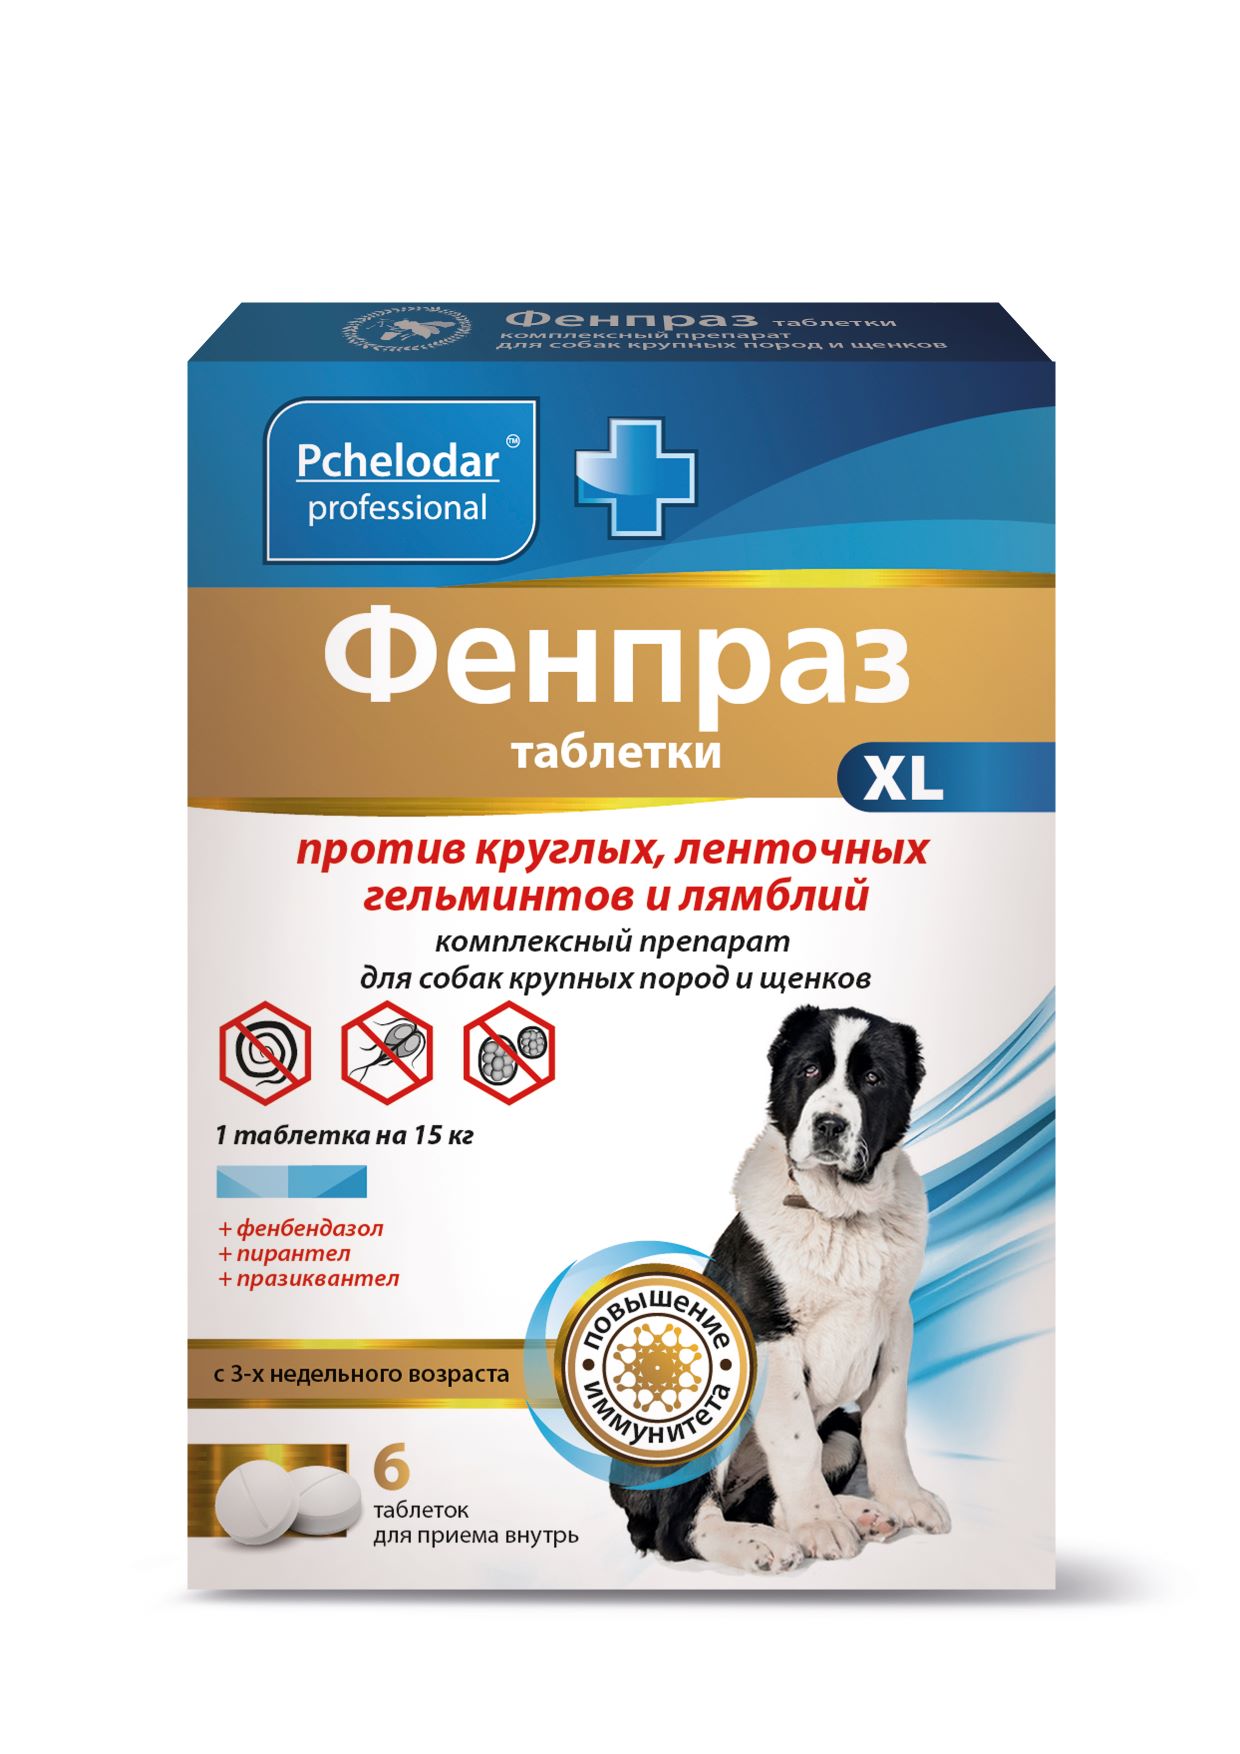 Фенпраз таблетки
комплексный препарат
для собак крупных пород и щенков
Pchelodar™
professional
Фенпраз
таблетки
XL
против круглых, ленточных
гельминтов и лямблий
комплексный препарат
для собак крупных пород и щенков
1 таблетка на 15 кг
+ фенбендазол
+ пирантел
+ празиквантел
повышение
иммунитета
с 3-х недельного возраста
6
таблеток
для приема внутрь